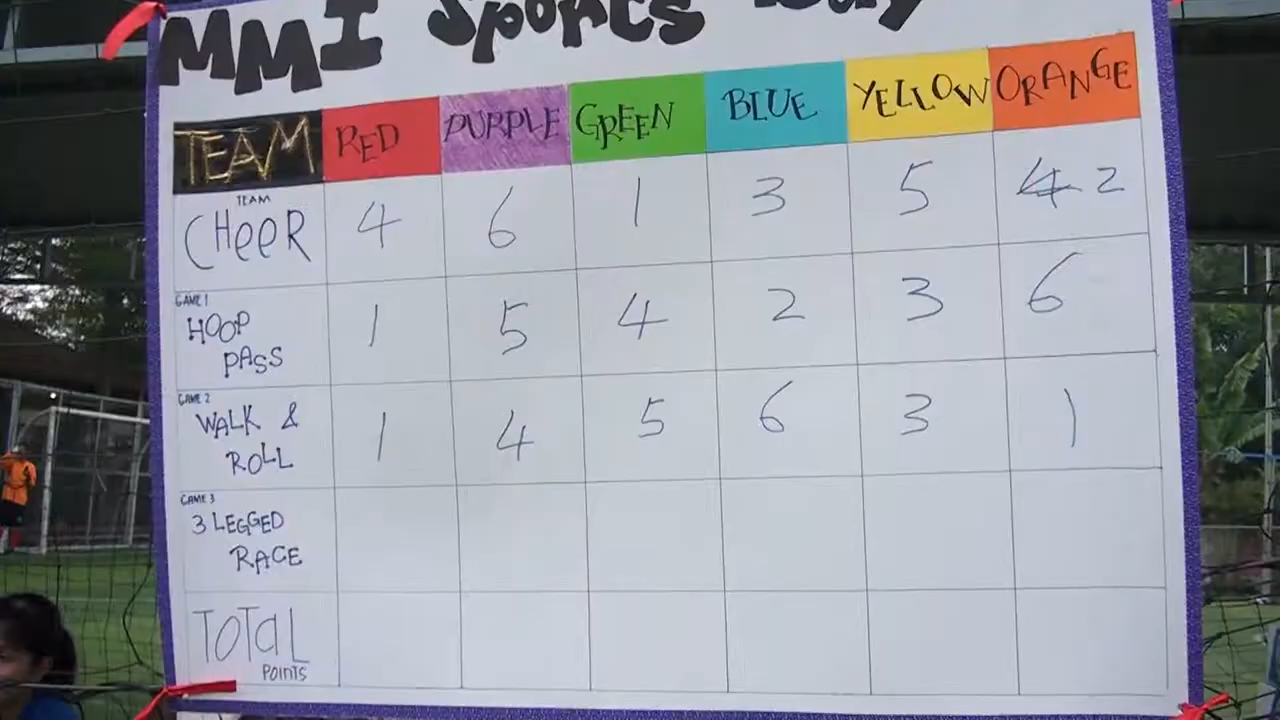 MMI Sports Day
TEAM RED PURPLE GREEN BLUE YELLOW ORANGE
TEAM
CHeeR 4 6 1 3 5 4 2
GAME 1
HOOP
PASS 1 5 4 2 3 6
GAME 2
WALK &
ROLL 1 4 5 6 3 1
GAME 3
3 LEGGED
RACE
TOTaL
POINTS